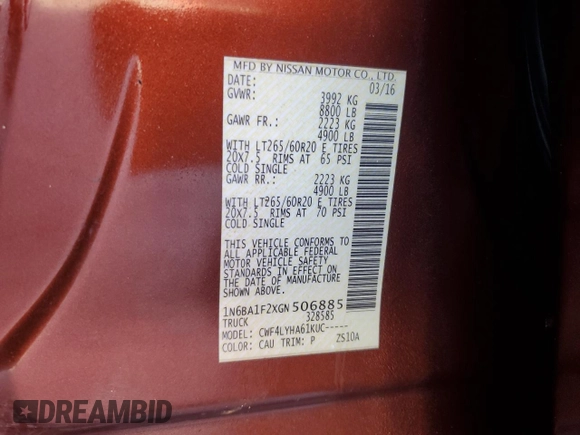 MFD BY NISSAN MOTOR CO., LTD.
DATE: 03/16
GVWR: 3992 KG
8800 LB
GAWR FR.: 2223 KG
4900 LB
WITH LT265/60R20 E TIRES
20X7.5 RIMS AT 65 PSI
COLD SINGLE
GAWR RR.: 2223 KG
4900 LB
WITH LT265/60R20 E TIRES
20X7.5 RIMS AT 70 PSI
COLD SINGLE
THIS VEHICLE CONFORMS TO
ALL APPLICABLE FEDERAL
MOTOR VEHICLE SAFETY
STANDARDS IN EFFECT ON
THE DATE OF MANUFACTURE
SHOWN ABOVE.
1N6BA1F2XGN506885
TRUCK 328585
MODEL: CWF4LYHA61KUC-----
COLOR: CAU TRIM: P ZS10A
DREAMBID